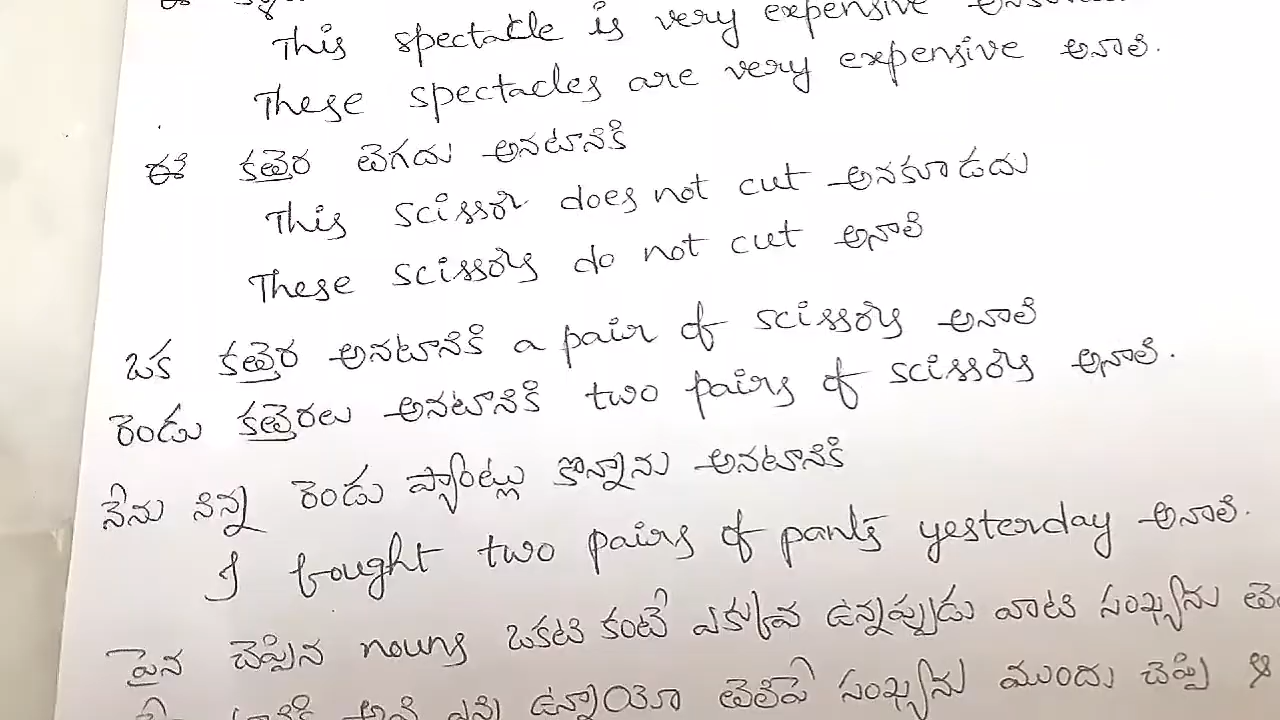 This spectacle is very expensive
These spectacles are very expensive అనాలి.
ఈ కత్తెర తెగదు అనటానికి
This scissor does not cut అనకూడదు
These scissors do not cut అనాలి
ఒక కత్తెర అనటానికి a pair of scissors అనాలి
రెండు కత్తెరలు అనటానికి two pairs of scissors అనాలి.
నేను నిన్న రెండు ప్యాంట్లు కొన్నాను అనటానికి
I bought two pairs of pants yesterday అనాలి.
పైన చెప్పిన nouns ఒకటి కంటే ఎక్కువ ఉన్నప్పుడు వాటి సంఖ్యను
ఉన్నాయో తెలిపే సంఖ్యను ముందు చెప్పి